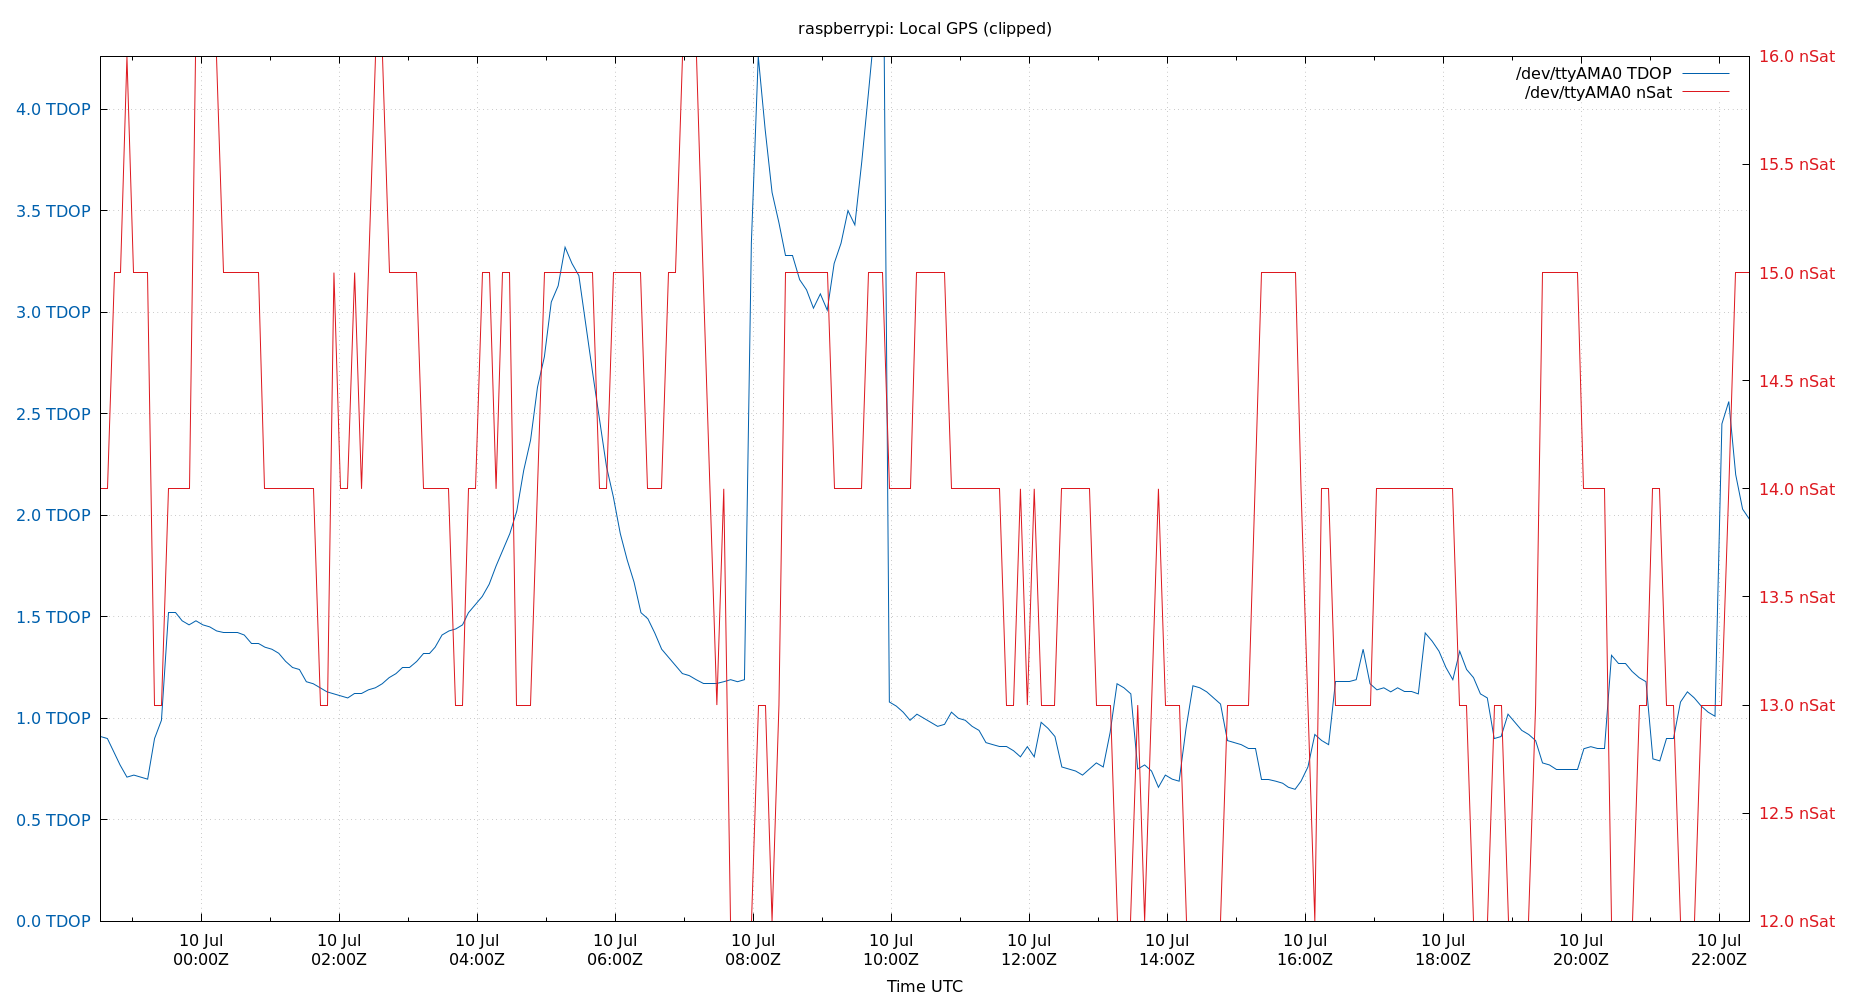 raspberrypi: Local GPS (clipped)
/dev/ttyAMA0 TDOP
/dev/ttyAMA0 nSat
4.0 TDOP
3.5 TDOP
3.0 TDOP
2.5 TDOP
2.0 TDOP
1.5 TDOP
1.0 TDOP
0.5 TDOP
0.0 TDOP
16.0 nSat
15.5 nSat
15.0 nSat
14.5 nSat
14.0 nSat
13.5 nSat
13.0 nSat
12.5 nSat
12.0 nSat
10 Jul 10 Jul 10 Jul 10 Jul 10 Jul 10 Jul 10 Jul 10 Jul 10 Jul 10 Jul 10 Jul 10 Jul
00:00Z 02:00Z 04:00Z 06:00Z 08:00Z 10:00Z 12:00Z 14:00Z 16:00Z 18:00Z 20:00Z 22:00Z
Time UTC